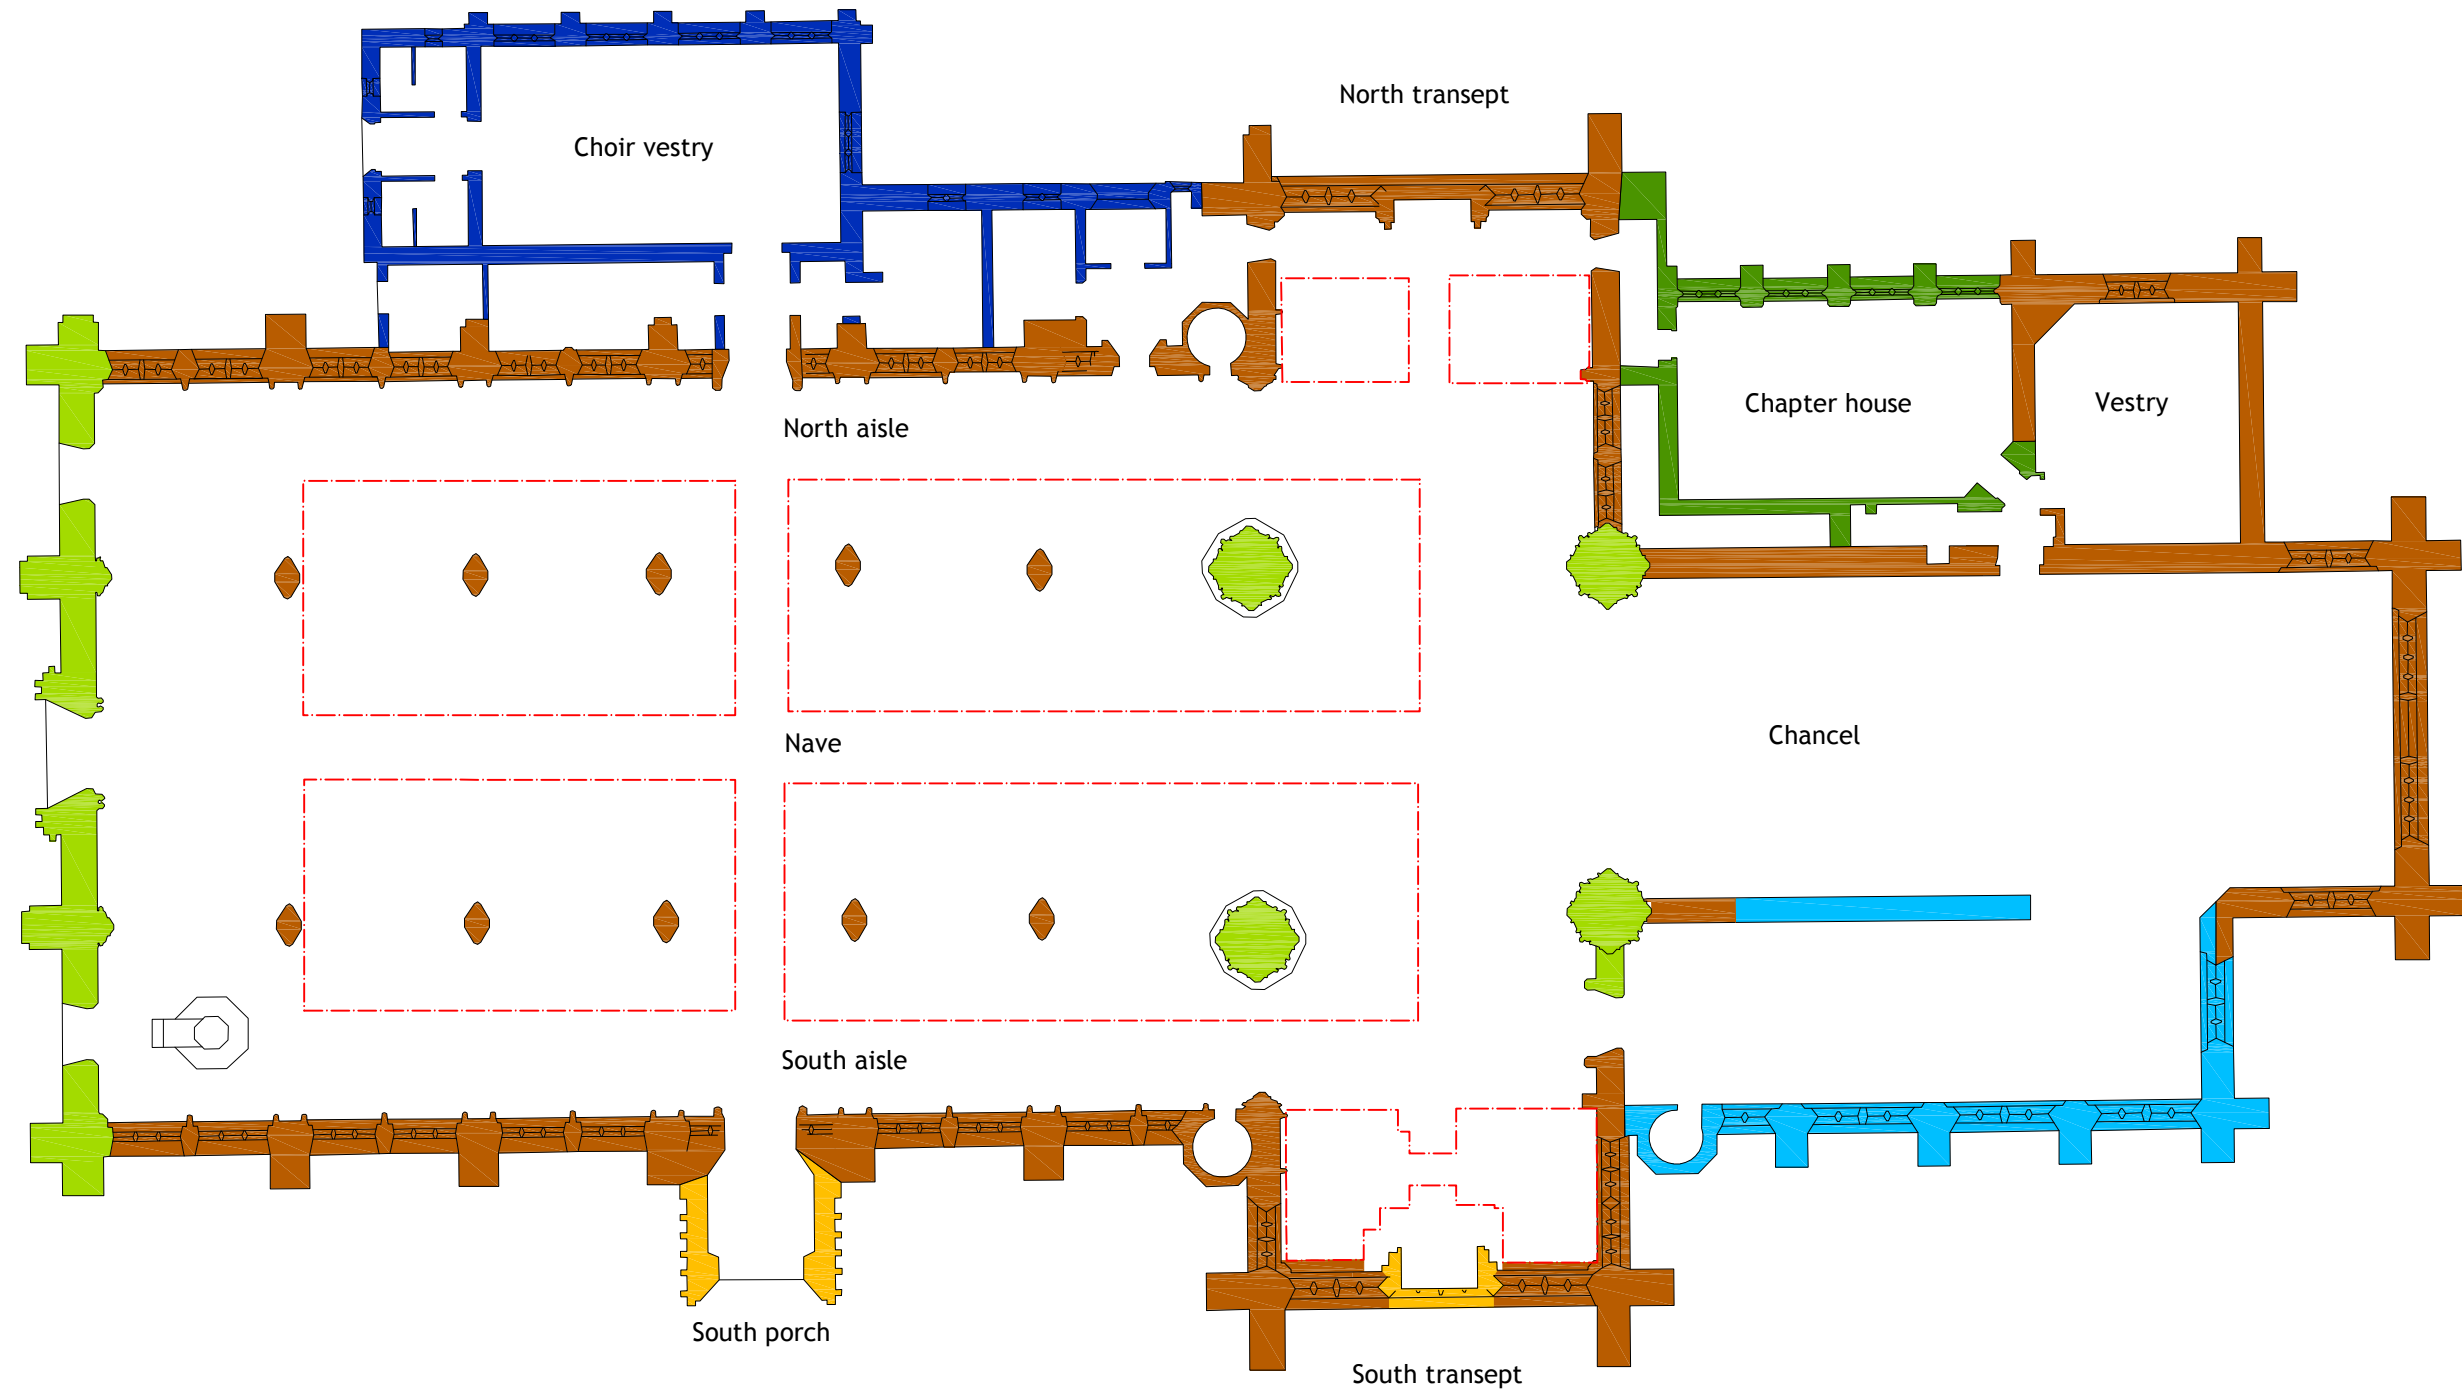 North transept
Choir vestry
Chapter house
Vestry
North aisle
Nave
Chancel
South aisle
South porch
South transept